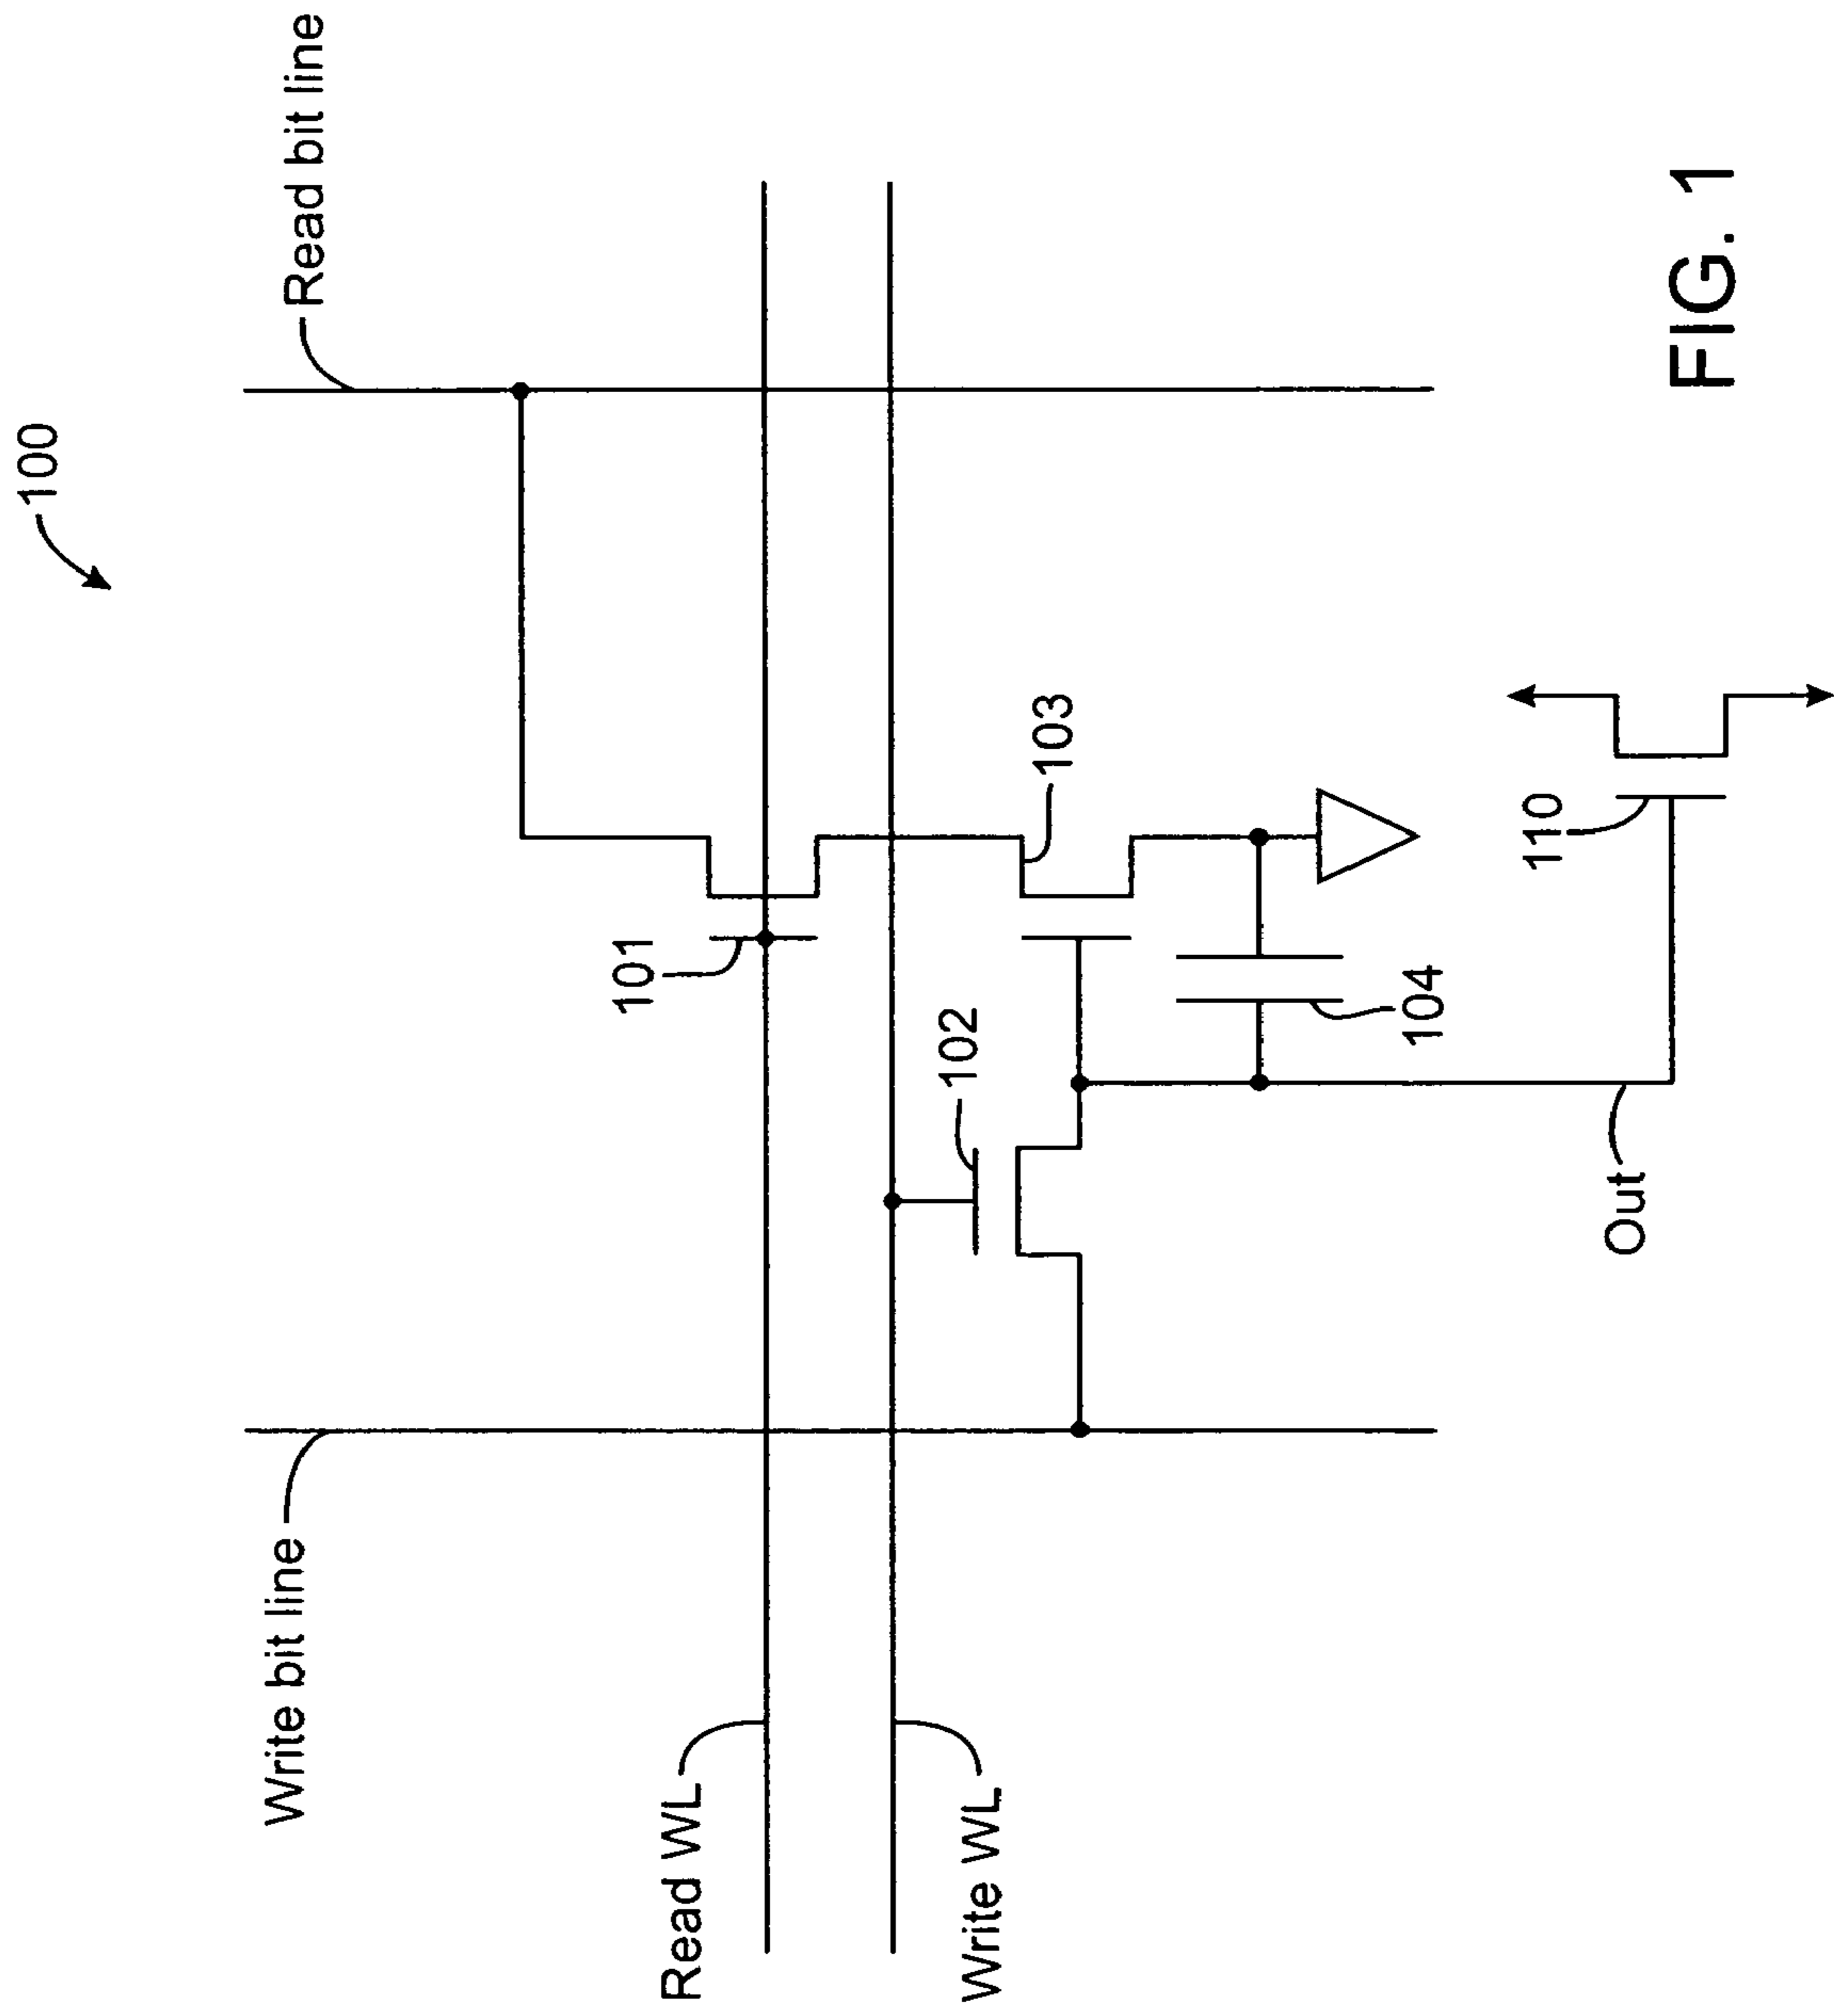 100
Write bit line
Read bit line
Read WL
101
Write WL
102
103
104
110
Out
FIG. 1